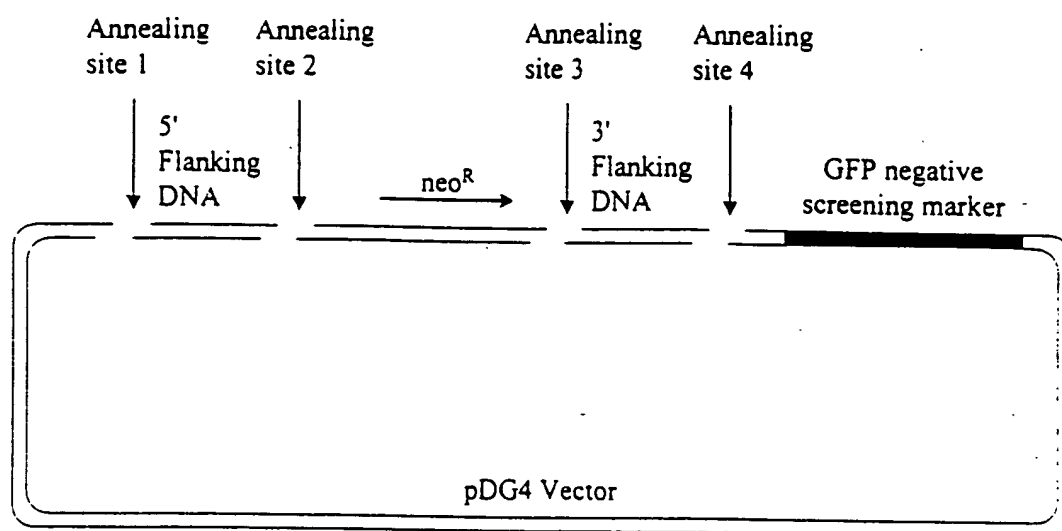 Annealing
site 1
Annealing
site 2
Annealing
site 3
Annealing
site 4
5'
Flanking
DNA
neoR
3'
Flanking
DNA
GFP negative
screening marker
pDG4 Vector